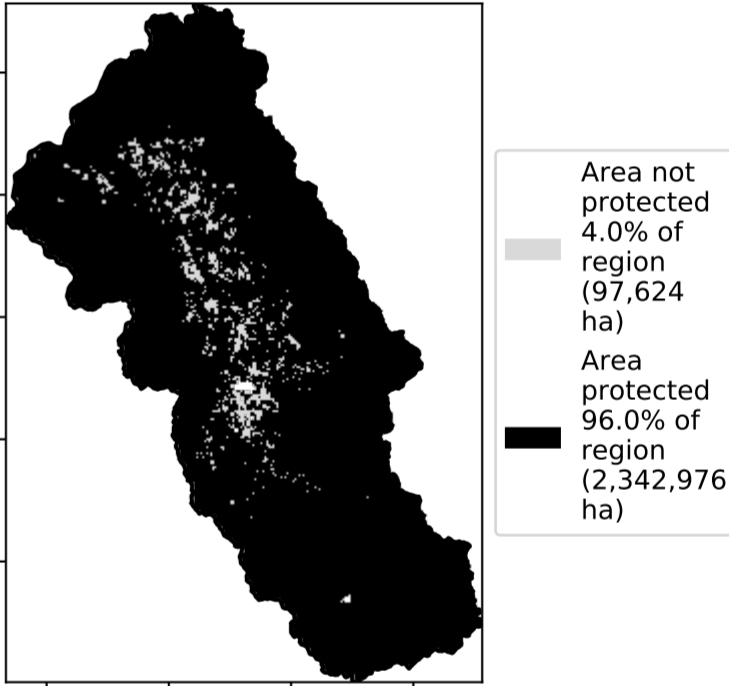 Area not
protected
4.0% of
region
(97,624
ha)
Area
protected
96.0% of
region
(2,342,976
ha)